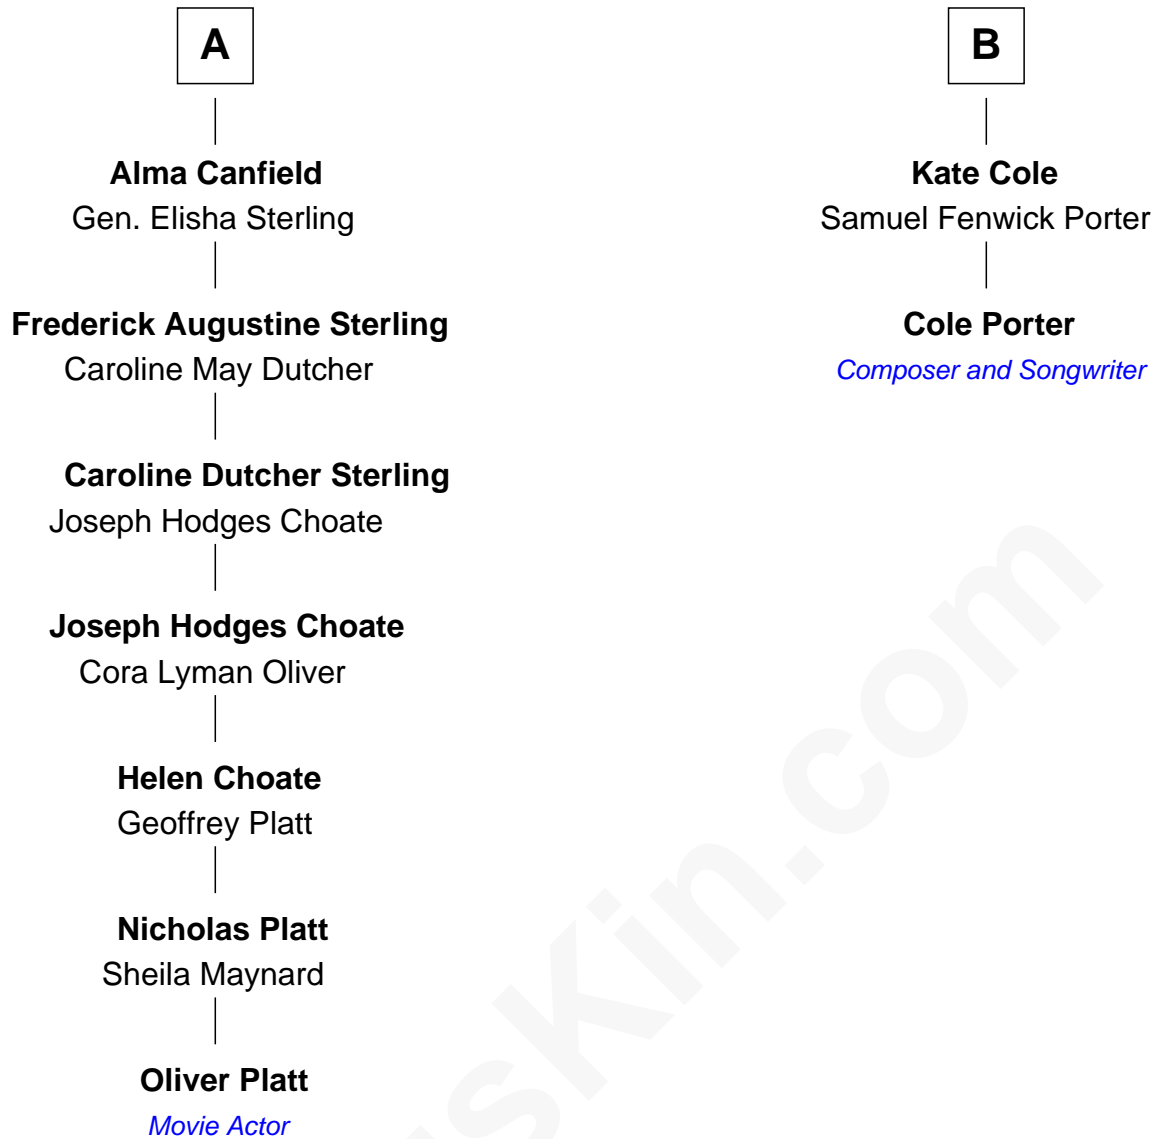 A
Alma Canfield
Gen. Elisha Sterling
Frederick Augustine Sterling
Caroline May Dutcher
Caroline Dutcher Sterling
Joseph Hodges Choate
Joseph Hodges Choate
Cora Lyman Oliver
Helen Choate
Geoffrey Platt
Nicholas Platt
Sheila Maynard
Oliver Platt
Movie Actor
B
Kate Cole
Samuel Fenwick Porter
Cole Porter
Composer and Songwriter
sKin.com